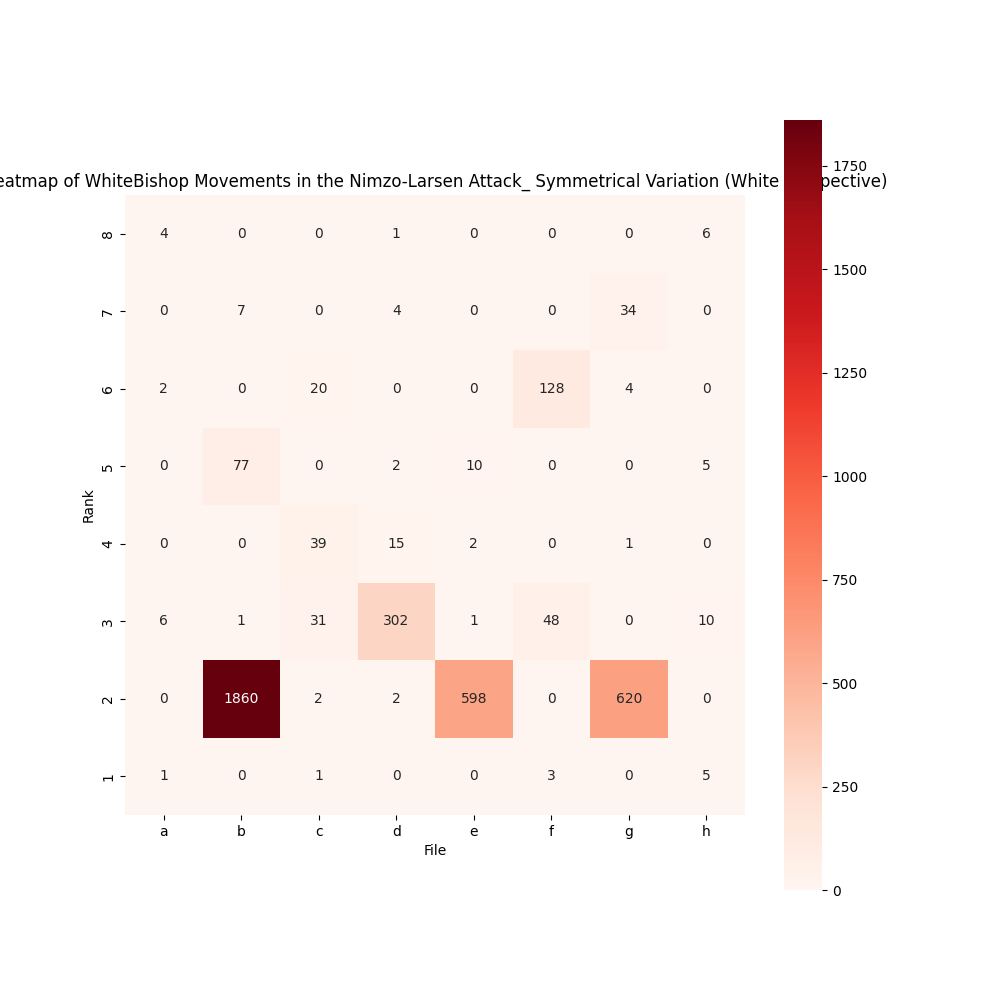 eatmap of WhiteBishop Movements in the Nimzo-Larsen Attack_ Symmetrical Variation (White pective)
8 4 0 0 1 0 0 0 6
7 0 7 0 4 0 0 34 0
6 2 0 20 0 0 128 4 0
5 0 77 0 2 10 0 0 5
Rank
4 0 0 39 15 2 0 1 0
3 6 1 31 302 1 48 0 10
2 0 1860 2 2 598 0 620 0
1 1 0 1 0 0 3 0 5
a b c d e f g h
File
1750
1500
1250
1000
750
500
250
0